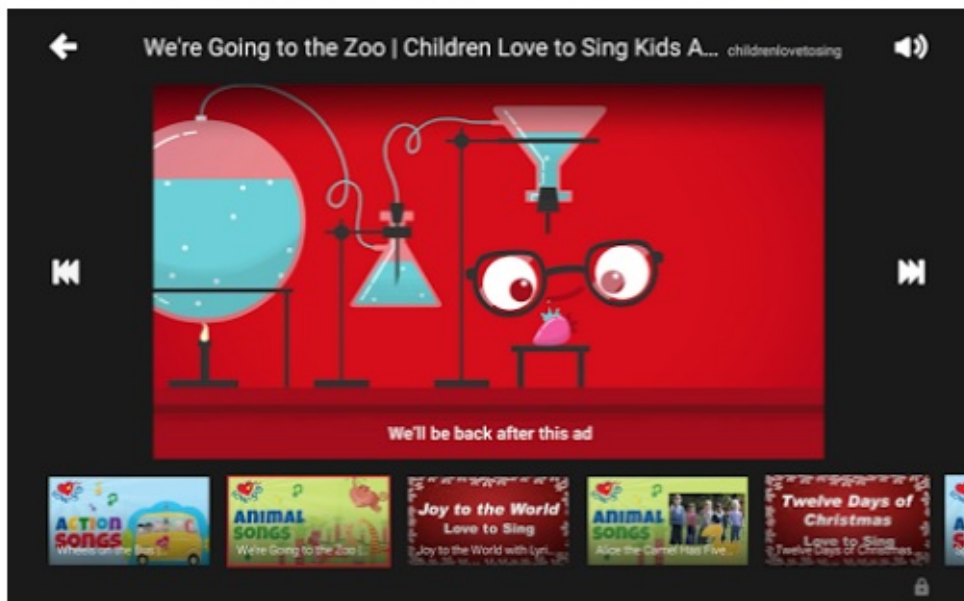 We're Going to the Zoo | Children Love to Sing Kids A... childrenlovetosing
We'll be back after this ad
ACTION
SONGS
Wheels on the Bus |...
ANIMAL
SONGS
We're Going to the Zoo |...
Joy to the World
Love to Sing
Joy to the World with Lyri...
ANIMAL
SONGS
Alice the Camel Has Five...
Twelve Days of
Christmas
Love to Sing
Twelve Days of Christmas...